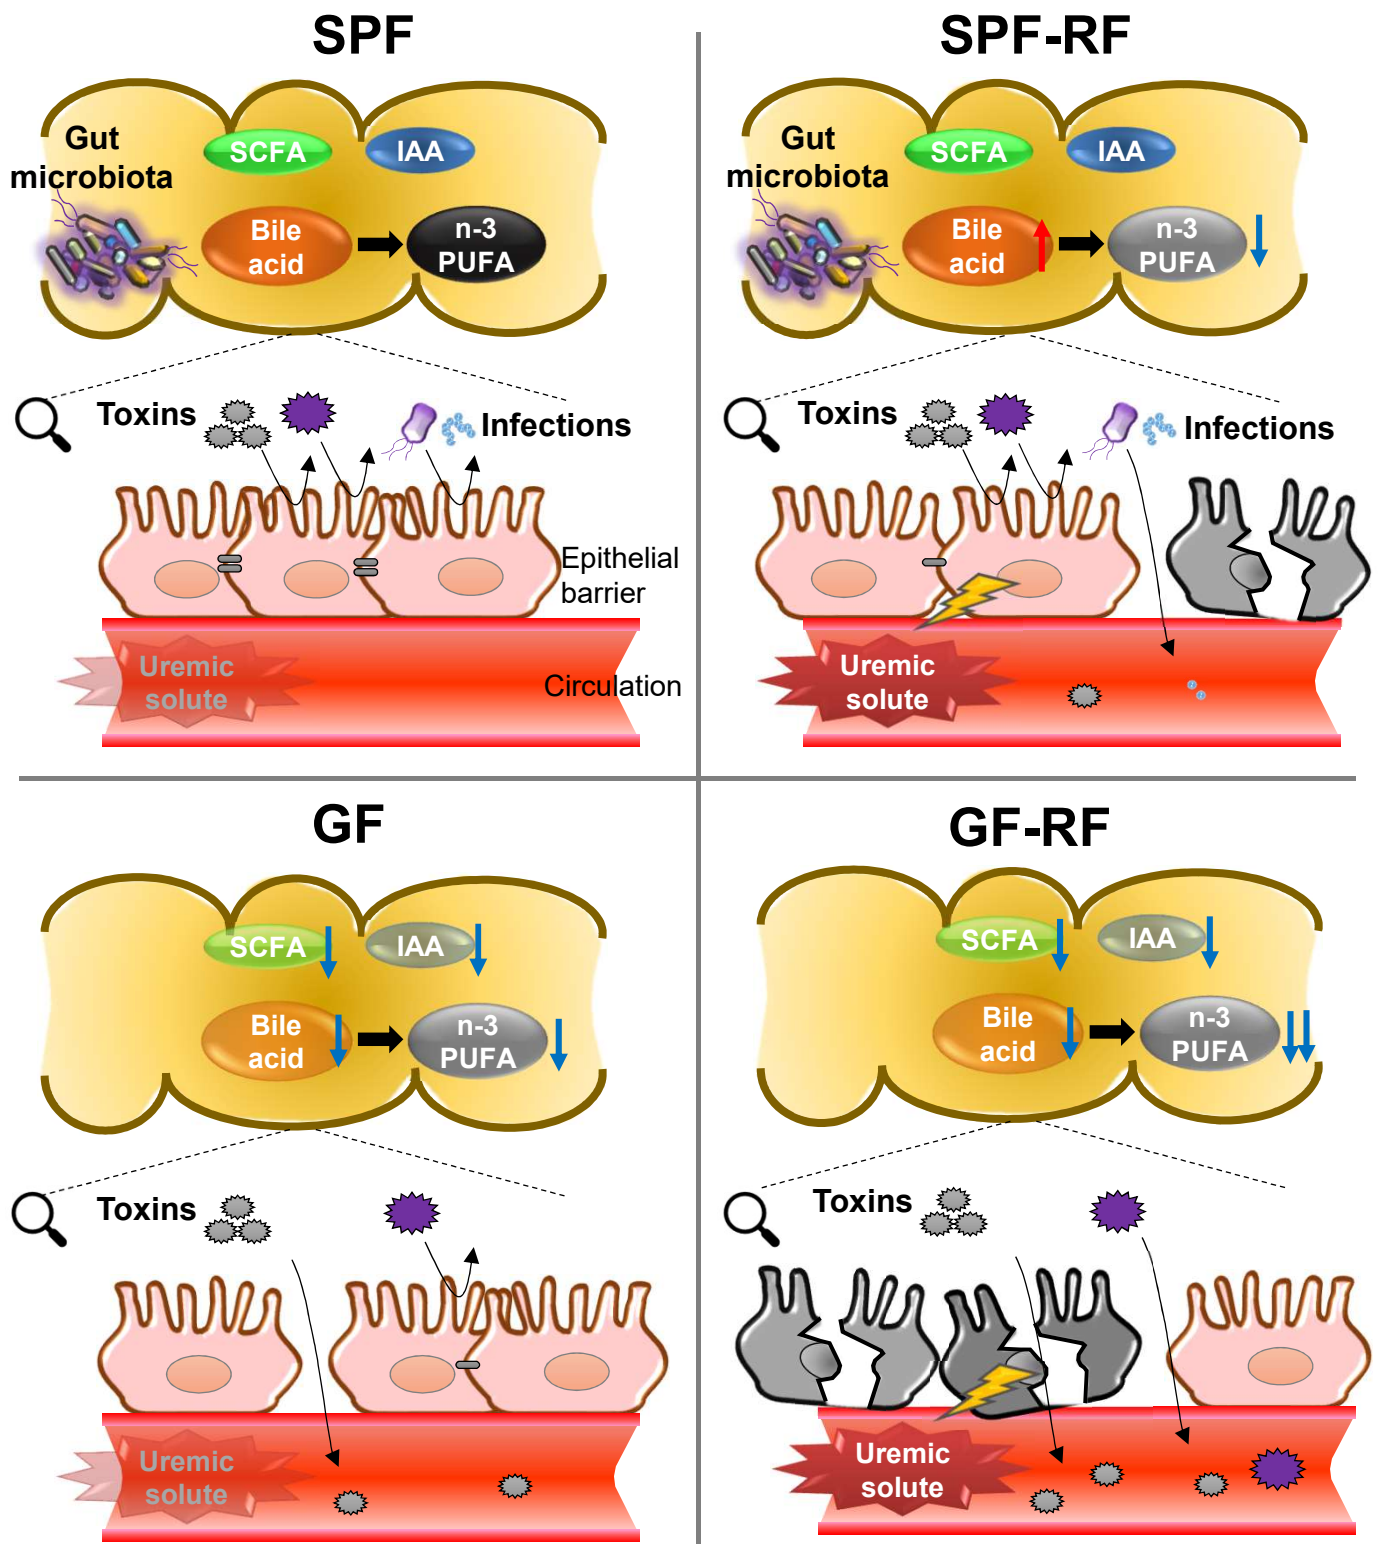 SPF
Gut
microbiota
SCFA
IAA
Bile
acid
n-3
PUFA
Toxins
Infections
Epithelial
barrier
Uremic
solute
Circulation
SPF-RF
Gut
microbiota
SCFA
IAA
Bile
acid
n-3
PUFA
Toxins
Infections
Uremic
solute
GF
SCFA
IAA
Bile
acid
n-3
PUFA
Toxins
Uremic
solute
GF-RF
SCFA
IAA
Bile
acid
n-3
PUFA
Toxins
Uremic
solute